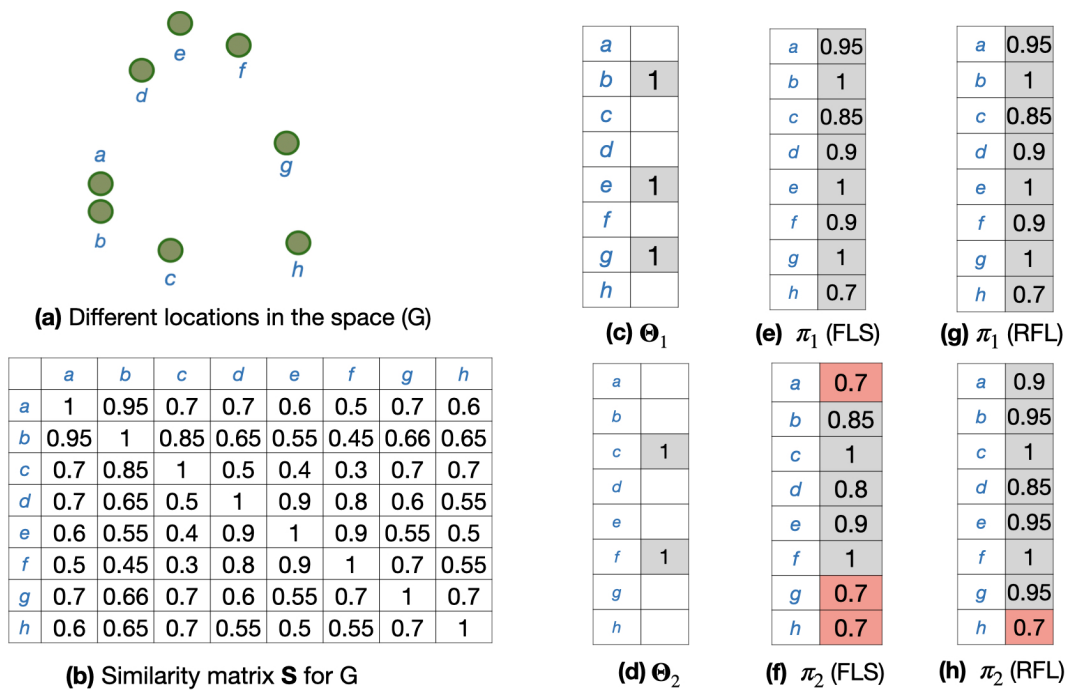 e
f
d
a
g
b
c
h
(a) Different locations in the space (G)
a b c d e f g h
a 1 0.95 0.7 0.7 0.6 0.5 0.7 0.6
b 0.95 1 0.85 0.65 0.55 0.45 0.66 0.65
c 0.7 0.85 1 0.5 0.4 0.3 0.7 0.7
d 0.7 0.65 0.5 1 0.9 0.8 0.6 0.55
e 0.6 0.55 0.4 0.9 1 0.9 0.55 0.5
f 0.5 0.45 0.3 0.8 0.9 1 0.7 0.55
g 0.7 0.66 0.7 0.6 0.55 0.7 1 0.7
h 0.6 0.65 0.7 0.55 0.5 0.55 0.7 1
(b) Similarity matrix S for G
a
b 1
c
d
e 1
f
g 1
h
(c) Θ₁
a
b
c 1
d
e
f 1
g
h
(d) Θ₂
a 0.95
b 1
c 0.85
d 0.9
e 1
f 0.9
g 1
h 0.7
(e) π₁ (FLS)
a 0.7
b 0.85
c 1
d 0.8
e 0.9
f 1
g 0.7
h 0.7
(f) π₂ (FLS)
a 0.95
b 1
c 0.85
d 0.9
e 1
f 0.9
g 1
h 0.7
(g) π₁ (RFL)
a 0.9
b 0.95
c 1
d 0.85
e 0.95
f 1
g 0.95
h 0.7
(h) π₂ (RFL)